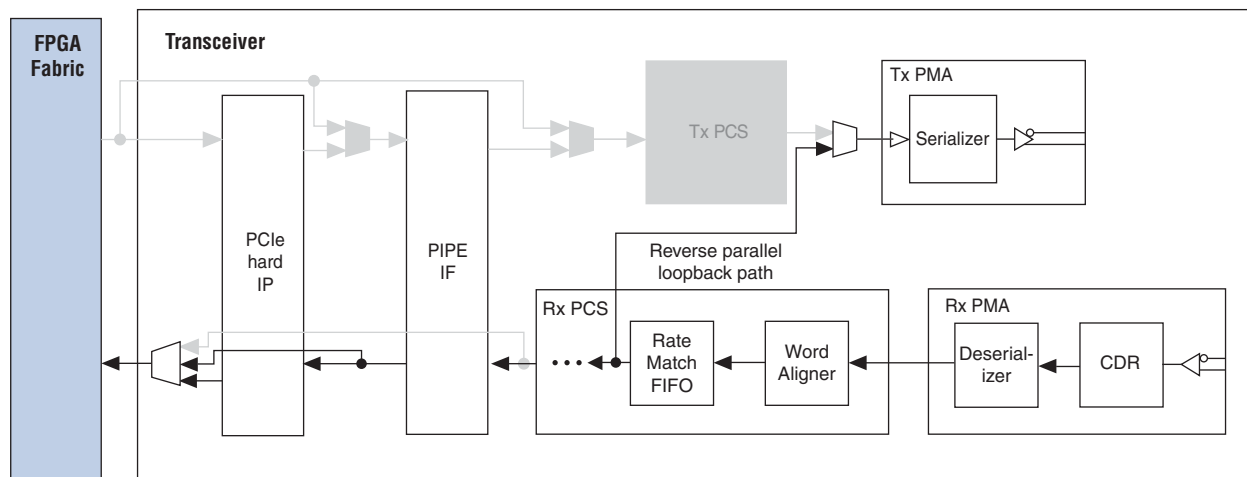 FPGA
Fabric
Transceiver
Tx PMA
Tx PCS
Serializer
PCIe
hard
IP
PIPE
IF
Reverse parallel
loopback path
Rx PCS
Rx PMA
Rate
Match
FIFO
Word
Aligner
Deserial-
izer
CDR